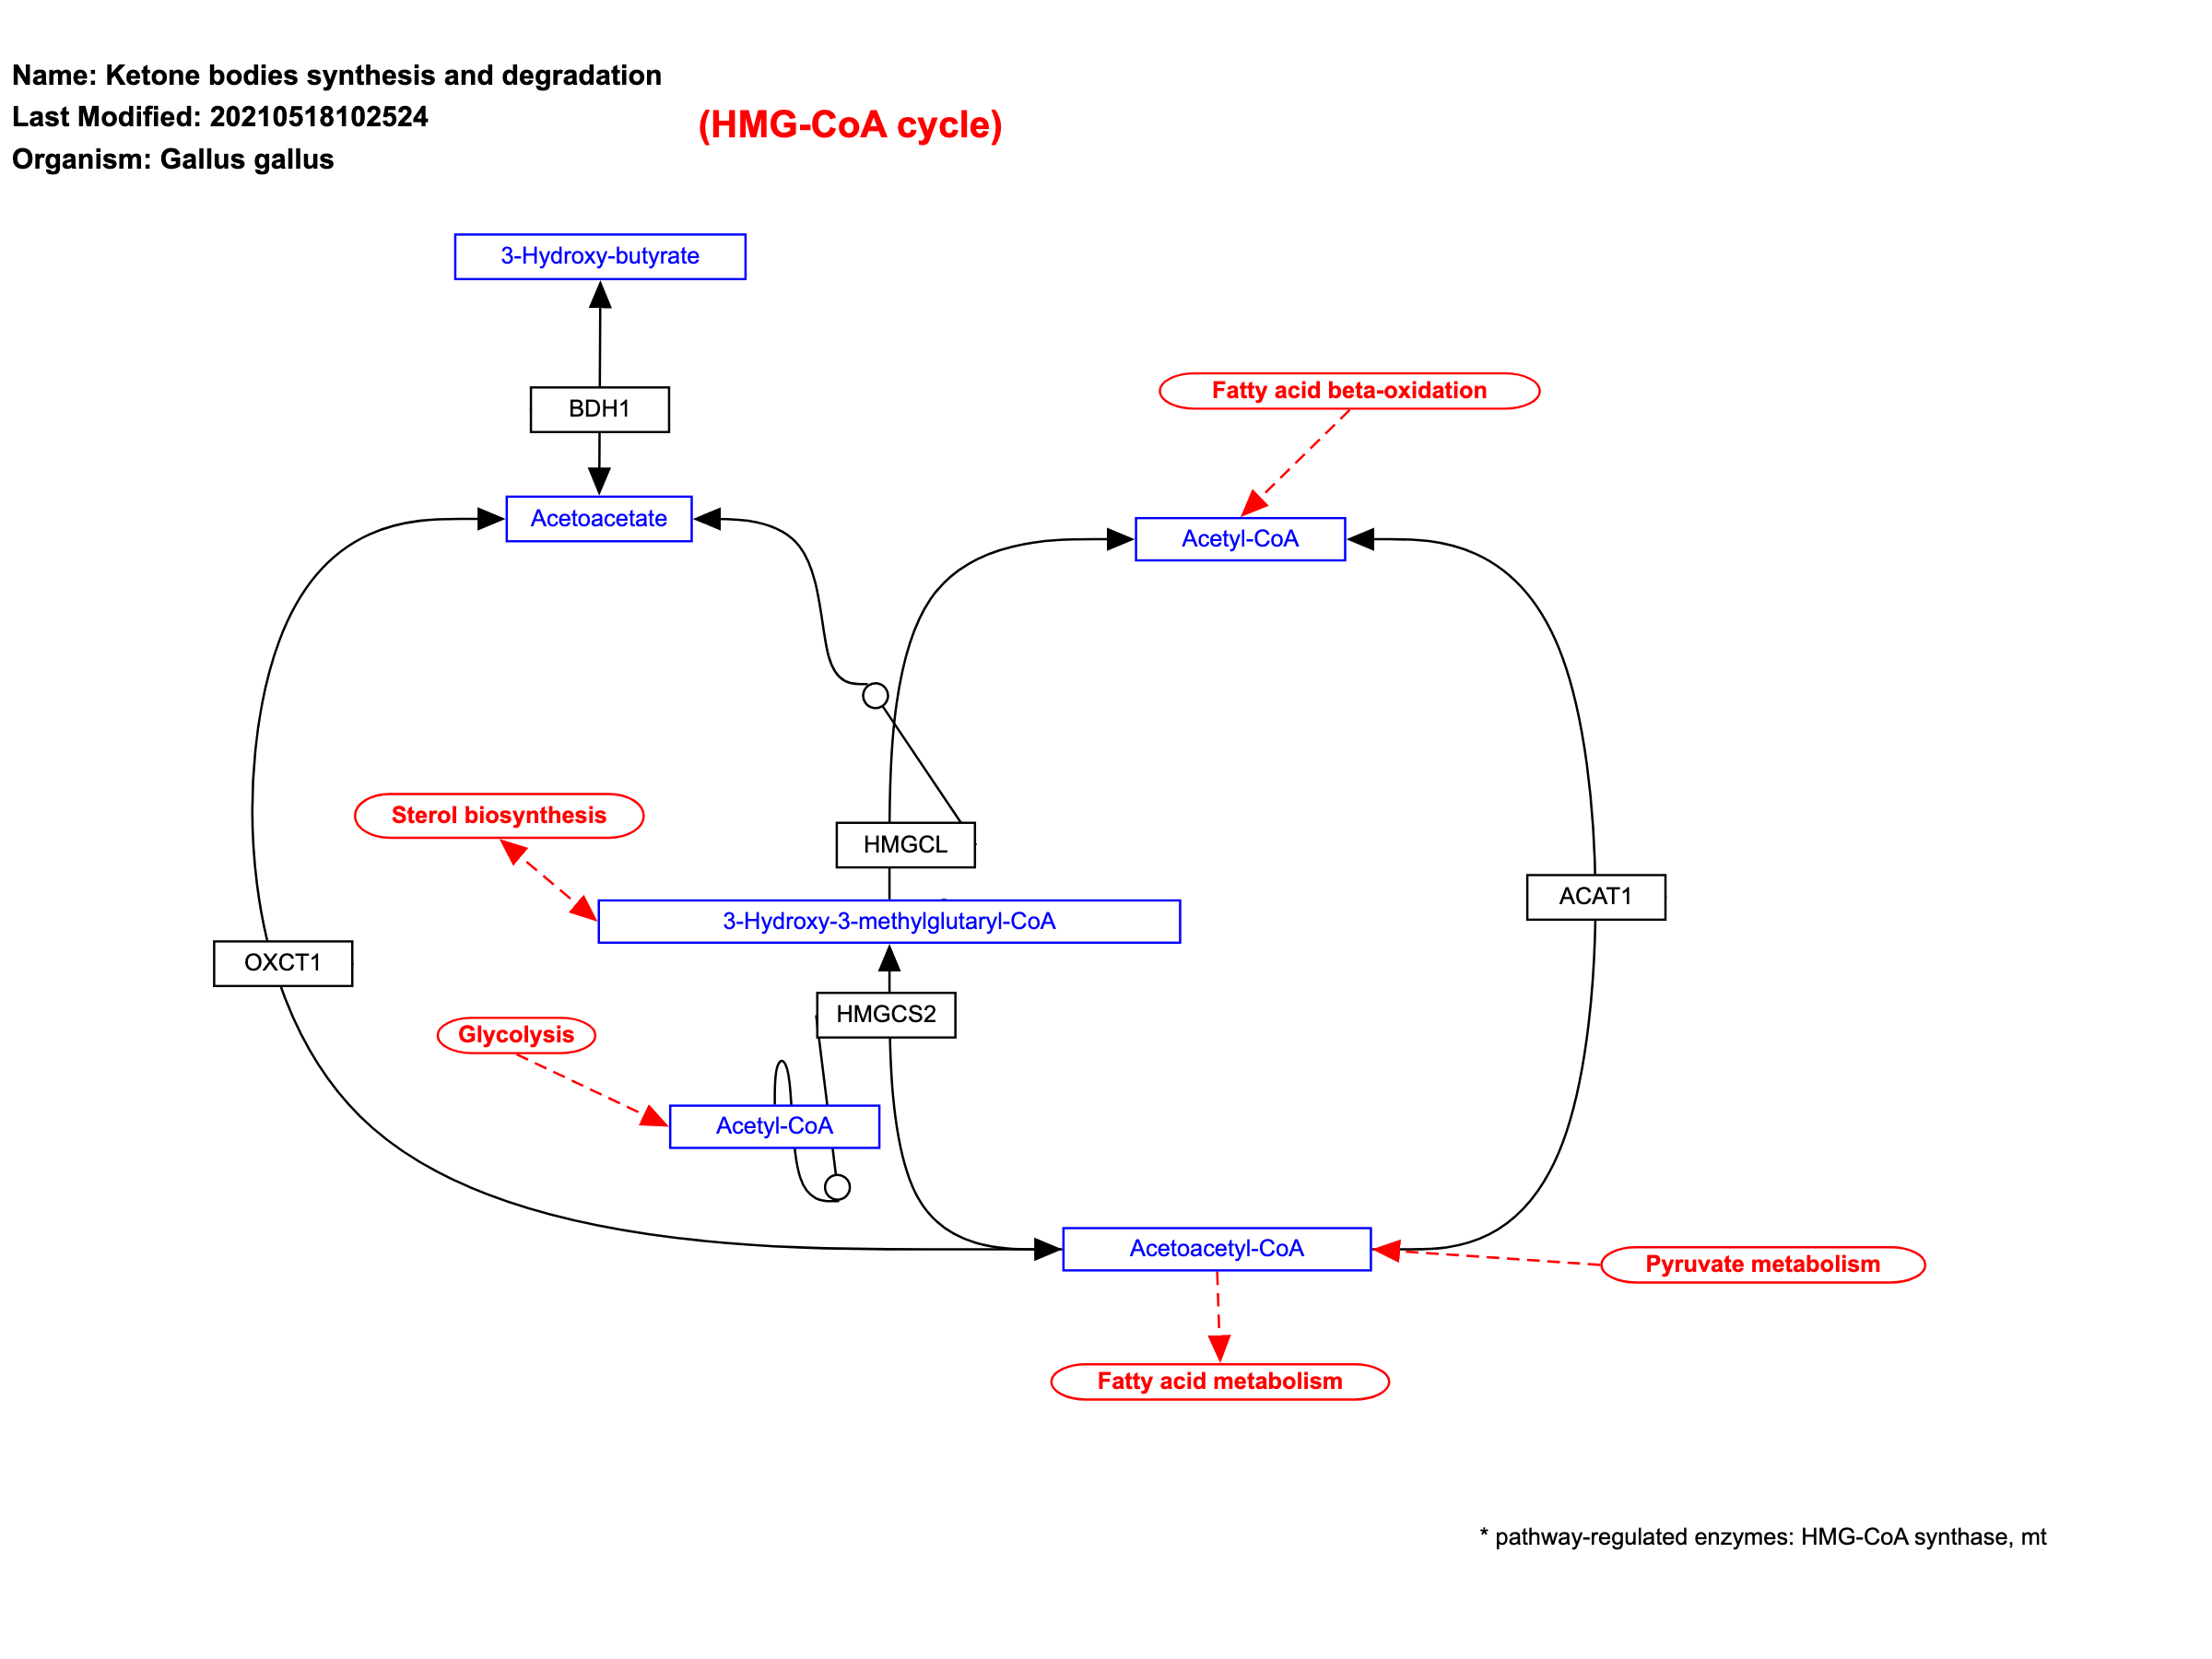 Name: Ketone bodies synthesis and degradation
Last Modified: 20210518102524
(HMG-CoA cycle)
Organism: Gallus gallus
3-Hydroxy-butyrate
Fatty acid beta-oxidation
BDH1
Acetoacetate
Acetyl-CoA
Sterol biosynthesis
HMGCL
ACAT1
3-Hydroxy-3-methylglutaryl-CoA
OXCT1
HMGCS2
Glycolysis
Acetyl-CoA
Acetoacetyl-CoA
Pyruvate metabolism
Fatty acid metabolism
* pathway-regulated enzymes: HMG-CoA synthase, mt